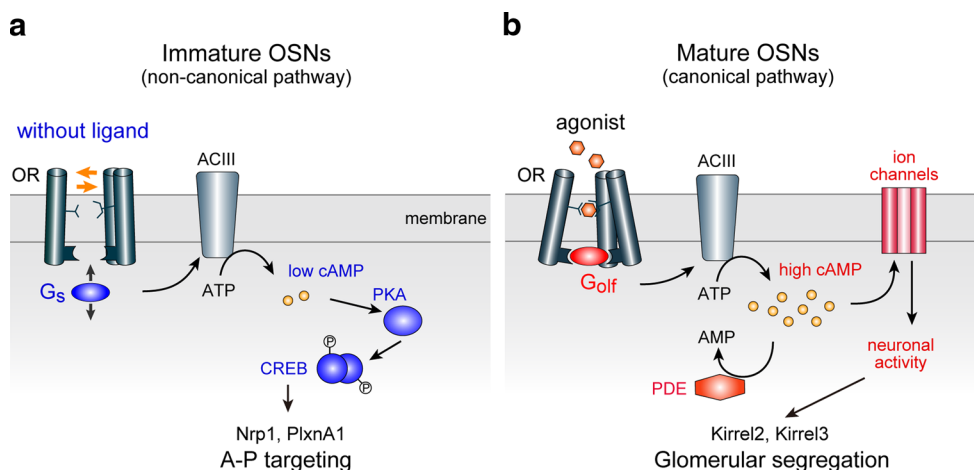 a
Immature OSNs
(non-canonical pathway)
without ligand
OR
ACIII
membrane
Gs
ATP
low cAMP
PKA
P
CREB
P
Nrp1, PlxnA1
A-P targeting
b
Mature OSNs
(canonical pathway)
agonist
OR
ACIII
ion
channels
Golf
ATP
high cAMP
AMP
PDE
neuronal
activity
Kirrel2, Kirrel3
Glomerular segregation